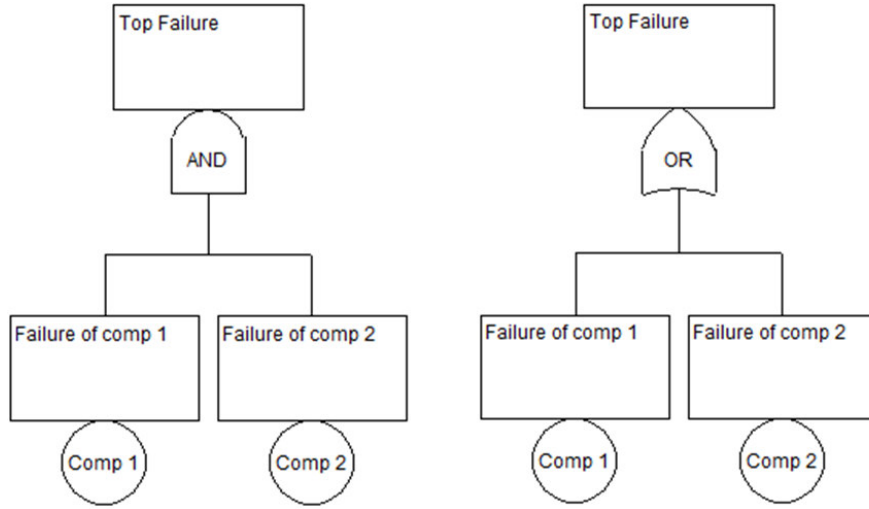 Top Failure
AND
Failure of comp 1
Failure of comp 2
Comp 1
Comp 2
Top Failure
OR
Failure of comp 1
Failure of comp 2
Comp 1
Comp 2